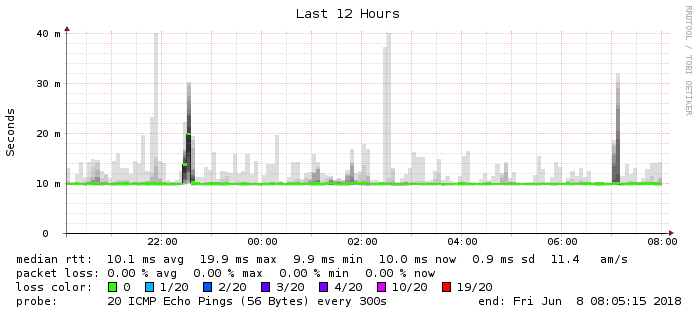 Last 12 Hours
RRDTOOL / TOBI OETIKER
Seconds
40 m
30 m
20 m
10 m
0
22:00 00:00 02:00 04:00 06:00 08:00
median rtt: 10.1 ms avg 19.9 ms max 9.9 ms min 10.0 ms now 0.9 ms sd 11.4 am/s
packet loss: 0.00 % avg 0.00 % max 0.00 % min 0.00 % now
loss color: 0 1/20 2/20 3/20 4/20 10/20 19/20
probe: 20 ICMP Echo Pings (56 Bytes) every 300s end: Fri Jun 8 08:05:15 2018